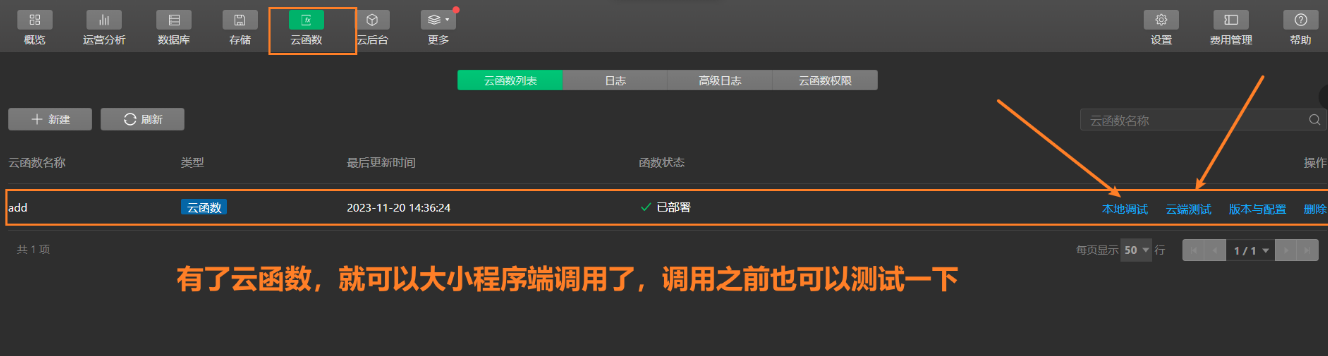 概览 运营分析 数据库 存储 云函数 云后台 更多 设置 费用管理 帮助
云函数列表 日志 高级日志 云函数权限
新建 刷新 云函数名称
云函数名称 类型 最后更新时间 函数状态 操作
add 云函数 2023-11-20 14:36:24 已部署 本地调试 云端测试 版本与配置 删除
共 1 项 每页显示 50 行 1 / 1
有了云函数，就可以大小程序端调用了，调用之前也可以测试一下